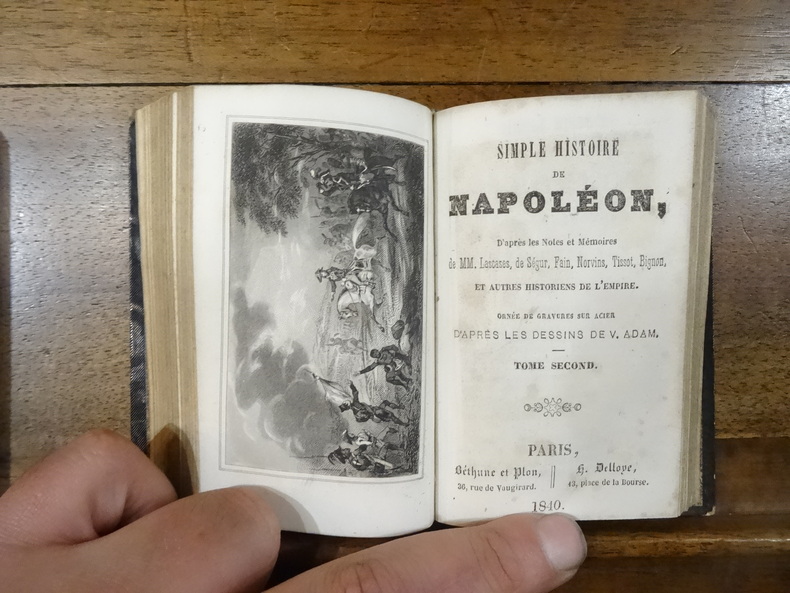 SIMPLE HISTOIRE
DE
NAPOLÉON,
D'après les Notes et Mémoires
de MM. Lascases, de Ségur, Fain, Norvins, Tissot, Bignon,
ET AUTRES HISTORIENS DE L'EMPIRE.
ORNÉE DE GRAVURES SUR ACIER
D'APRÈS LES DESSINS DE V. ADAM.
TOME SECOND.
PARIS,
Béthune et Plon,
36, rue de Vaugirard.
H. Delloye,
13, place de la Bourse.
1840.